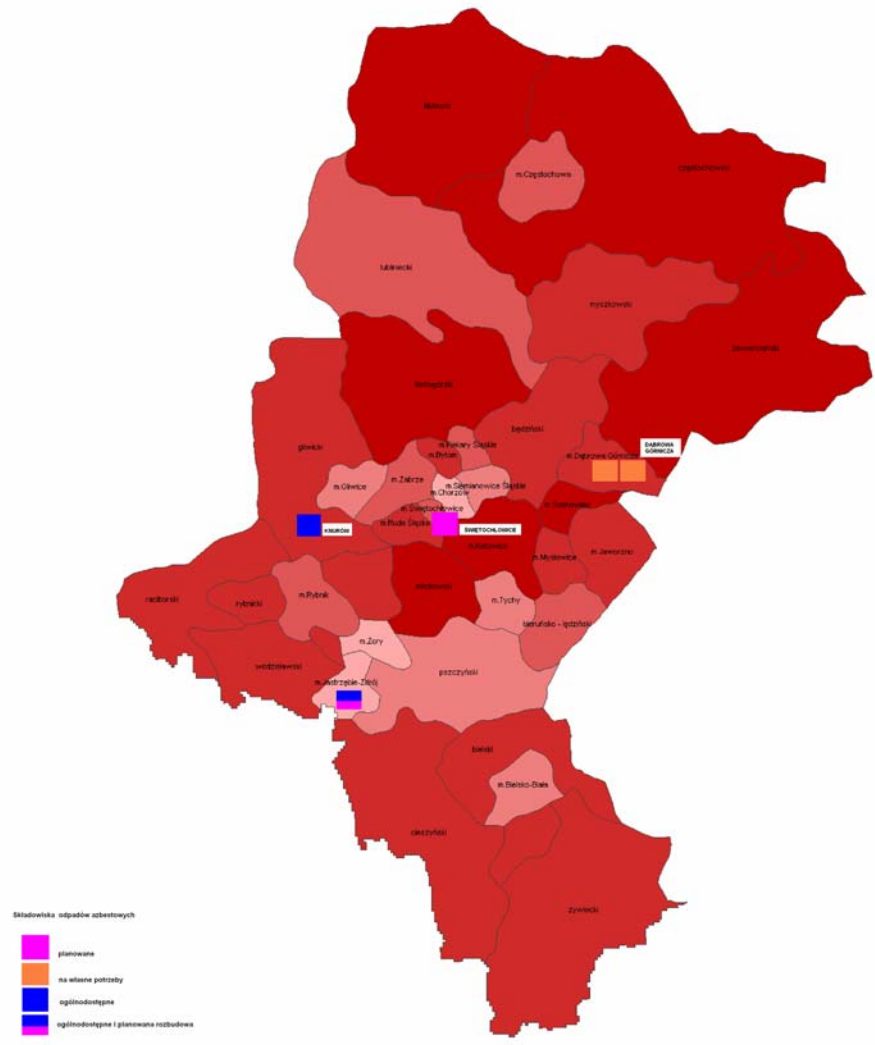 kłobucki
częstochowski
m.Częstochowa
lubliniecki
myszkowski
zawierciański
tarnogórski
będziński
gliwicki
m.Piekary Śląskie
m.Bytom
m.Dąbrowa Górnicza
DĄBROWA
GÓRNICZA
m.Gliwice
m.Zabrze
m.Siemianowice Śląskie
m.Chorzów
m.Świętochłowice
m.Ruda Śląska
m.Sosnowiec
KNURÓW
ŚWIĘTOCHŁOWICE
m.Katowice
m.Mysłowice
m.Jaworzno
mikołowski
raciborski
rybnicki
m.Rybnik
m.Tychy
bieruńsko - lędziński
m.Żory
wodzisławski
pszczyński
m.Jastrzębie-Zdrój
bielski
m.Bielsko-Biała
cieszyński
żywiecki
Składowiska odpadów azbestowych
planowane
na własne potrzeby
ogólnodostępne
ogólnodostępne i planowana rozbudowa